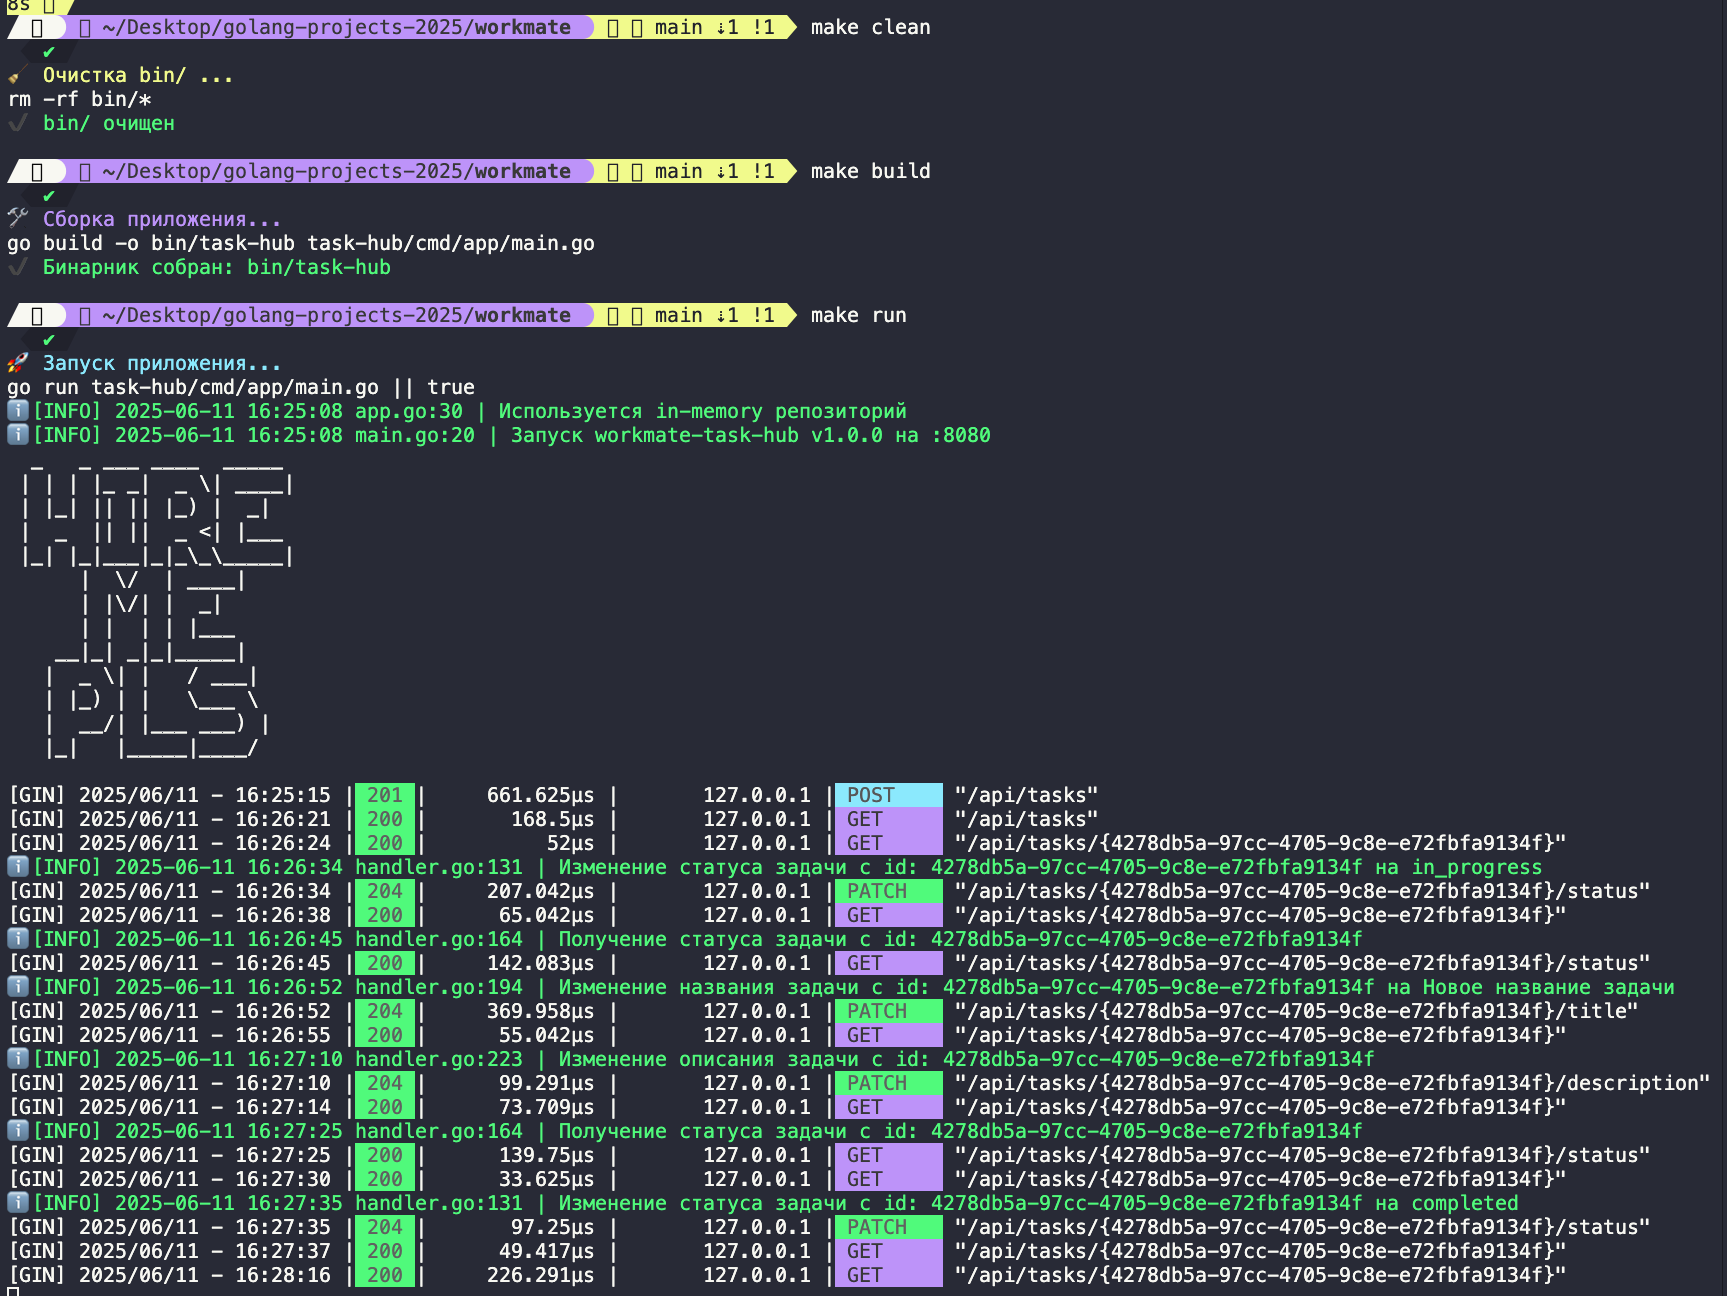 8s
~/Desktop/golang-projects-2025/workmate main ⇣1 !1 make clean
✔
🧹 Очистка bin/ ...
rm -rf bin/*
✔ bin/ очищен
~/Desktop/golang-projects-2025/workmate main ⇣1 !1 make build
✔
🛠 Сборка приложения...
go build -o bin/task-hub task-hub/cmd/app/main.go
✔ Бинарник собран: bin/task-hub
~/Desktop/golang-projects-2025/workmate main ⇣1 !1 make run
✔
🚀 Запуск приложения...
go run task-hub/cmd/app/main.go || true
ℹ️[INFO] 2025-06-11 16:25:08 app.go:30 | Используется in-memory репозиторий
ℹ️[INFO] 2025-06-11 16:25:08 main.go:20 | Запуск workmate-task-hub v1.0.0 на :8080
HIRE
ME
PLS
[GIN] 2025/06/11 - 16:25:15 | 201 | 661.625µs | 127.0.0.1 | POST "/api/tasks"
[GIN] 2025/06/11 - 16:26:21 | 200 | 168.5µs | 127.0.0.1 | GET "/api/tasks"
[GIN] 2025/06/11 - 16:26:24 | 200 | 52µs | 127.0.0.1 | GET "/api/tasks/{4278db5a-97cc-4705-9c8e-e72fbfa9134f}"
ℹ️[INFO] 2025-06-11 16:26:34 handler.go:131 | Изменение статуса задачи с id: 4278db5a-97cc-4705-9c8e-e72fbfa9134f на in_progress
[GIN] 2025/06/11 - 16:26:34 | 204 | 207.042µs | 127.0.0.1 | PATCH "/api/tasks/{4278db5a-97cc-4705-9c8e-e72fbfa9134f}/status"
[GIN] 2025/06/11 - 16:26:38 | 200 | 65.042µs | 127.0.0.1 | GET "/api/tasks/{4278db5a-97cc-4705-9c8e-e72fbfa9134f}"
ℹ️[INFO] 2025-06-11 16:26:45 handler.go:164 | Получение статуса задачи с id: 4278db5a-97cc-4705-9c8e-e72fbfa9134f
[GIN] 2025/06/11 - 16:26:45 | 200 | 142.083µs | 127.0.0.1 | GET "/api/tasks/{4278db5a-97cc-4705-9c8e-e72fbfa9134f}/status"
ℹ️[INFO] 2025-06-11 16:26:52 handler.go:194 | Изменение названия задачи с id: 4278db5a-97cc-4705-9c8e-e72fbfa9134f на Новое название задачи
[GIN] 2025/06/11 - 16:26:52 | 204 | 369.958µs | 127.0.0.1 | PATCH "/api/tasks/{4278db5a-97cc-4705-9c8e-e72fbfa9134f}/title"
[GIN] 2025/06/11 - 16:26:55 | 200 | 55.042µs | 127.0.0.1 | GET "/api/tasks/{4278db5a-97cc-4705-9c8e-e72fbfa9134f}"
ℹ️[INFO] 2025-06-11 16:27:10 handler.go:223 | Изменение описания задачи с id: 4278db5a-97cc-4705-9c8e-e72fbfa9134f
[GIN] 2025/06/11 - 16:27:10 | 204 | 99.291µs | 127.0.0.1 | PATCH "/api/tasks/{4278db5a-97cc-4705-9c8e-e72fbfa9134f}/description"
[GIN] 2025/06/11 - 16:27:14 | 200 | 73.709µs | 127.0.0.1 | GET "/api/tasks/{4278db5a-97cc-4705-9c8e-e72fbfa9134f}"
ℹ️[INFO] 2025-06-11 16:27:25 handler.go:164 | Получение статуса задачи с id: 4278db5a-97cc-4705-9c8e-e72fbfa9134f
[GIN] 2025/06/11 - 16:27:25 | 200 | 139.75µs | 127.0.0.1 | GET "/api/tasks/{4278db5a-97cc-4705-9c8e-e72fbfa9134f}/status"
[GIN] 2025/06/11 - 16:27:30 | 200 | 33.625µs | 127.0.0.1 | GET "/api/tasks/{4278db5a-97cc-4705-9c8e-e72fbfa9134f}"
ℹ️[INFO] 2025-06-11 16:27:35 handler.go:131 | Изменение статуса задачи с id: 4278db5a-97cc-4705-9c8e-e72fbfa9134f на completed
[GIN] 2025/06/11 - 16:27:35 | 204 | 97.25µs | 127.0.0.1 | PATCH "/api/tasks/{4278db5a-97cc-4705-9c8e-e72fbfa9134f}/status"
[GIN] 2025/06/11 - 16:27:37 | 200 | 49.417µs | 127.0.0.1 | GET "/api/tasks/{4278db5a-97cc-4705-9c8e-e72fbfa9134f}"
[GIN] 2025/06/11 - 16:28:16 | 200 | 226.291µs | 127.0.0.1 | GET "/api/tasks/{4278db5a-97cc-4705-9c8e-e72fbfa9134f}"